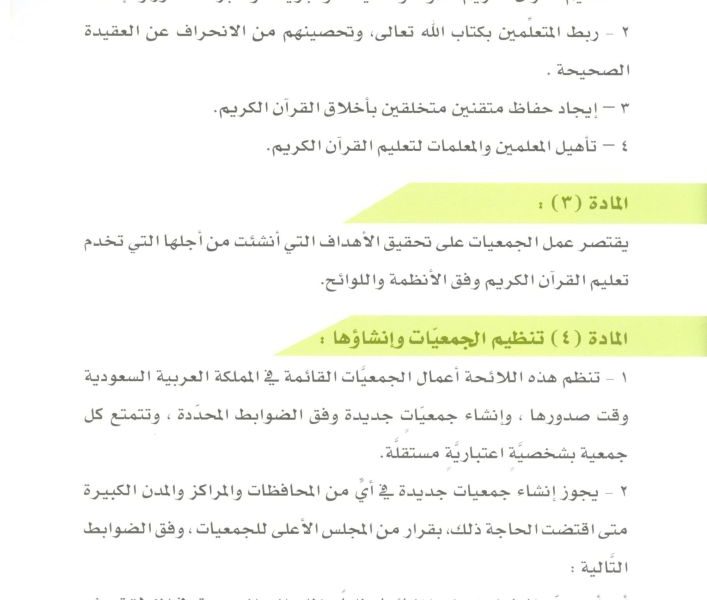 ٢ - ربط المتعلِّمين بكتاب الله تعالى، وتحصينهم من الانحراف عن العقيدة
الصحيحة .
٣ – إيجاد حفاظ متقنين متخلقين بأخلاق القرآن الكريم.
٤ – تأهيل المعلمين والمعلمات لتعليم القرآن الكريم.
المادة (٣) :
يقتصر عمل الجمعيات على تحقيق الأهداف التي أنشئت من أجلها التي تخدم
تعليم القرآن الكريم وفق الأنظمة واللوائح.
المادة (٤) تنظيم الجمعيَّات وإنشاؤها :
١ - تنظم هذه اللائحة أعمال الجمعيَّات القائمة في المملكة العربية السعودية
وقت صدورها ، وإنشاء جمعيَاتٍ جديدة وفق الضوابط المحدّدة ، وتتمتع كل
جمعية بشخصيَّةٍ اعتباريَّةٍ مستقلَّة.
٢ - يجوز إنشاء جمعيات جديدة في أيٍّ من المحافظات والمراكز والمدن الكبيرة
متى اقتضت الحاجة ذلك، بقرار من المجلس الأعلى للجمعيات ، وفق الضوابط
التَّالية :